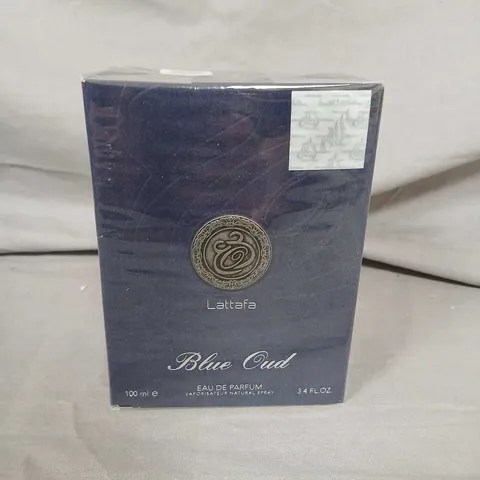 Lattafa
Blue Oud
EAU DE PARFUM
VAPORISATEUR NATURAL SPRAY
100 ml e
3.4 FL.OZ.